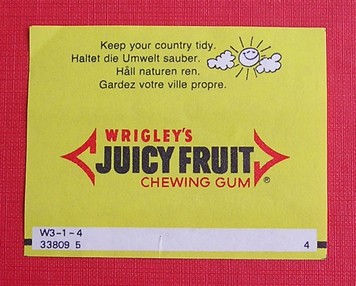 Keep your country tidy.
Haltet die Umwelt sauber.
Håll naturen ren.
Gardez votre ville propre.
WRIGLEY'S
JUICY FRUIT
CHEWING GUM ®
W3-1-4
33809 5 4